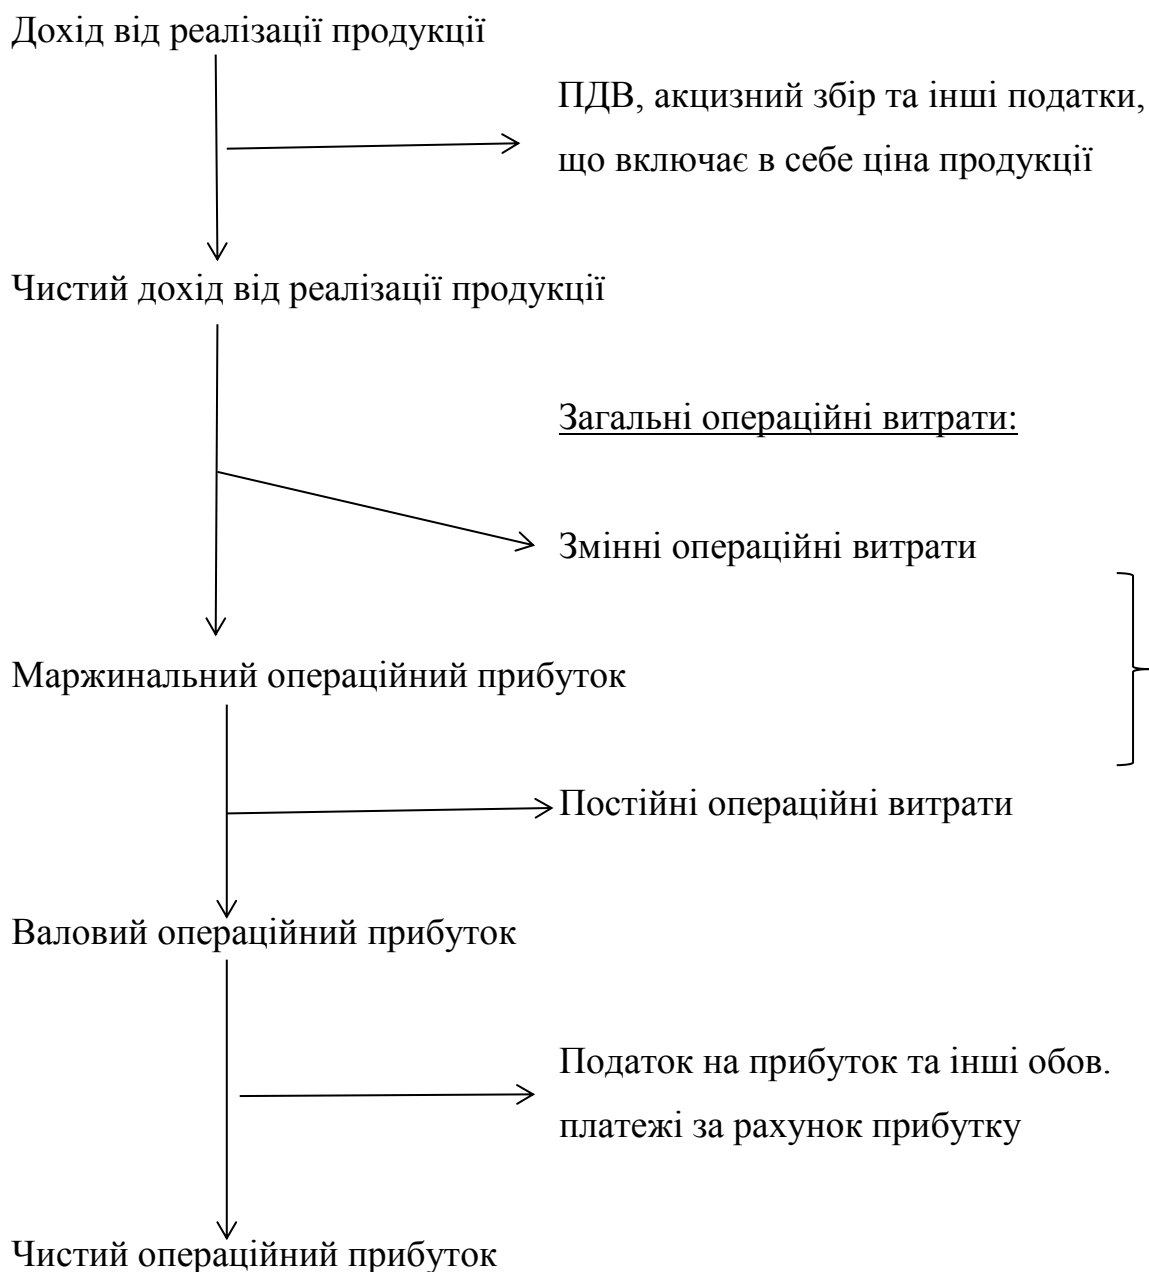 Дохід від реалізації продукції
ПДВ, акцизний збір та інші податки,
що включає в себе ціна продукції
Чистий дохід від реалізації продукції
Загальні операційні витрати:
Змінні операційні витрати
Маржинальний операційний прибуток
Постійні операційні витрати
Валовий операційний прибуток
Податок на прибуток та інші обов.
платежі за рахунок прибутку
Чистий операційний прибуток